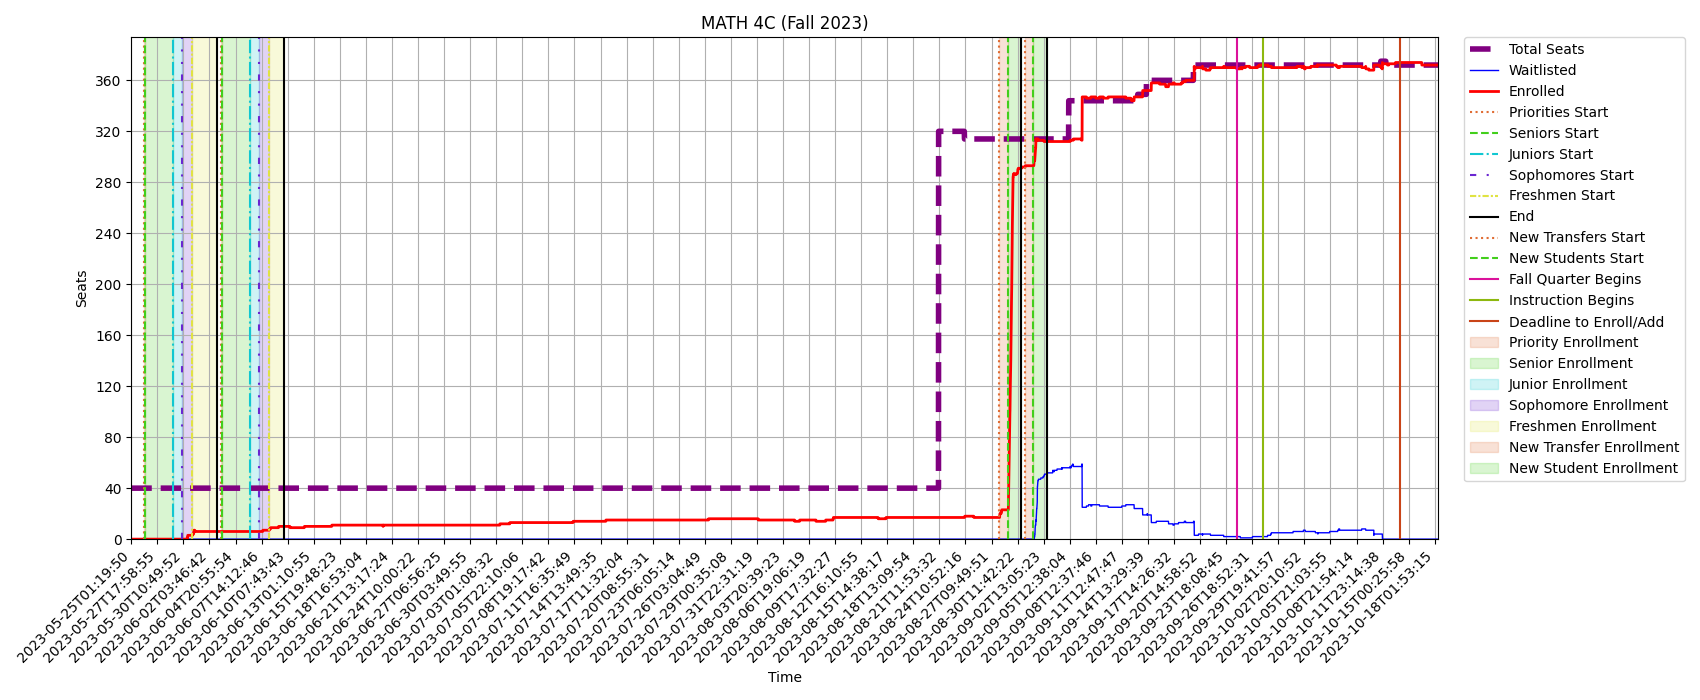 MATH 4C (Fall 2023)
Seats
360
320
280
240
200
160
120
80
40
0
2023-05-25T01:19:50
2023-05-27T17:58:55
2023-05-30T10:49:52
2023-06-02T03:46:42
2023-06-04T20:55:54
2023-06-07T14:12:46
2023-06-10T07:43:43
2023-06-13T01:10:55
2023-06-15T19:48:23
2023-06-18T16:53:04
2023-06-21T13:17:24
2023-06-24T10:00:22
2023-06-27T06:56:25
2023-06-30T03:49:55
2023-07-03T01:08:32
2023-07-05T22:10:06
2023-07-08T19:17:42
2023-07-11T16:35:49
2023-07-14T13:49:35
2023-07-17T11:32:04
2023-07-20T08:55:31
2023-07-23T06:05:14
2023-07-26T03:04:49
2023-07-29T00:35:08
2023-07-31T22:31:19
2023-08-03T20:39:23
2023-08-06T19:06:19
2023-08-09T17:32:27
2023-08-12T16:10:55
2023-08-15T14:38:17
2023-08-18T13:09:54
2023-08-21T11:53:32
2023-08-24T10:52:16
2023-08-27T09:49:51
2023-08-30T11:42:22
2023-09-02T13:05:23
2023-09-05T12:38:04
2023-09-08T12:37:46
2023-09-11T12:47:47
2023-09-14T13:29:39
2023-09-17T14:26:32
2023-09-20T14:58:52
2023-09-23T18:08:45
2023-09-26T18:52:31
2023-09-29T19:41:57
2023-10-02T20:10:52
2023-10-05T21:03:55
2023-10-08T21:54:14
2023-10-11T23:14:38
2023-10-15T00:25:58
2023-10-18T01:53:15
Time
Total Seats
Waitlisted
Enrolled
Priorities Start
Seniors Start
Juniors Start
Sophomores Start
Freshmen Start
End
New Transfers Start
New Students Start
Fall Quarter Begins
Instruction Begins
Deadline to Enroll/Add
Priority Enrollment
Senior Enrollment
Junior Enrollment
Sophomore Enrollment
Freshmen Enrollment
New Transfer Enrollment
New Student Enrollment